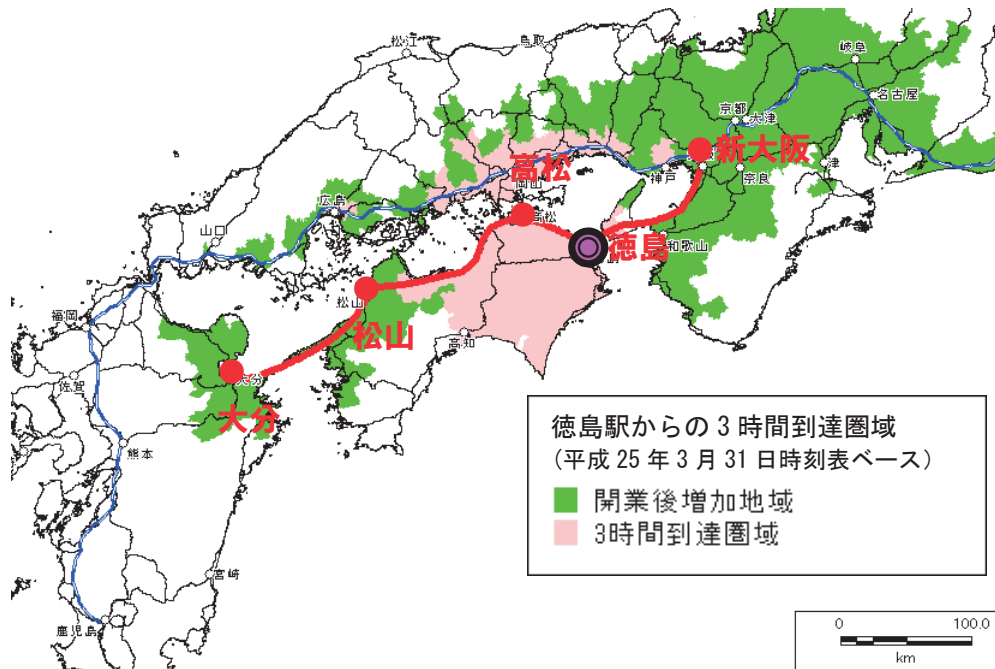 松江
鳥取
岐阜
名古屋
京都
大津
新大阪
高松
岡山
神戸
奈良
津
広島
高松
徳島
和歌山
山口
松山
松山
高知
福岡
大分
大分
佐賀
熊本
宮崎
鹿児島
徳島駅からの3時間到達圏域
(平成25年3月31日時刻表ベース)
開業後増加地域
3時間到達圏域
0 100.0
km